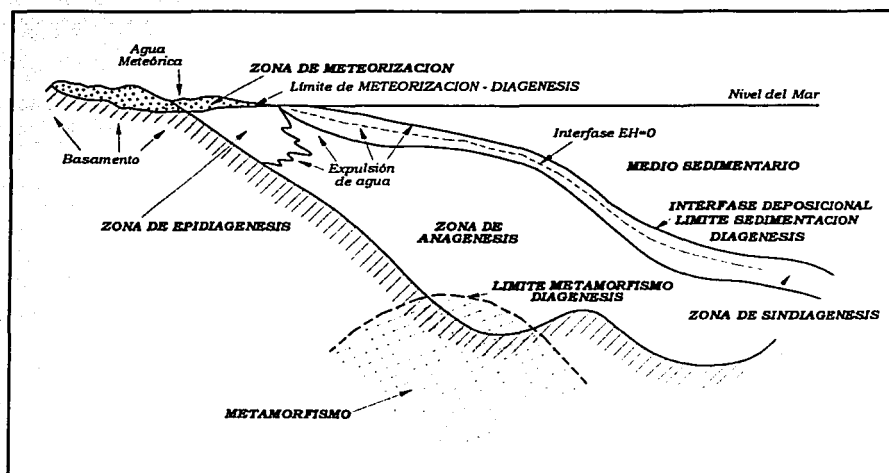 Agua
Meteórica
ZONA DE METEORIZACION
Límite de METEORIZACION - DIAGENESIS
Nivel del Mar
Interfase EH=0
Basamento
Expulsión
de agua
MEDIO SEDIMENTARIO
ZONA DE EPIDIAGENESIS
ZONA DE
ANAGENESIS
INTERFASE DEPOSICIONAL
LIMITE SEDIMENTACION
DIAGENESIS
LIMITE METAMORFISMO
DIAGENESIS
ZONA DE SINDIAGENESIS
METAMORFISMO